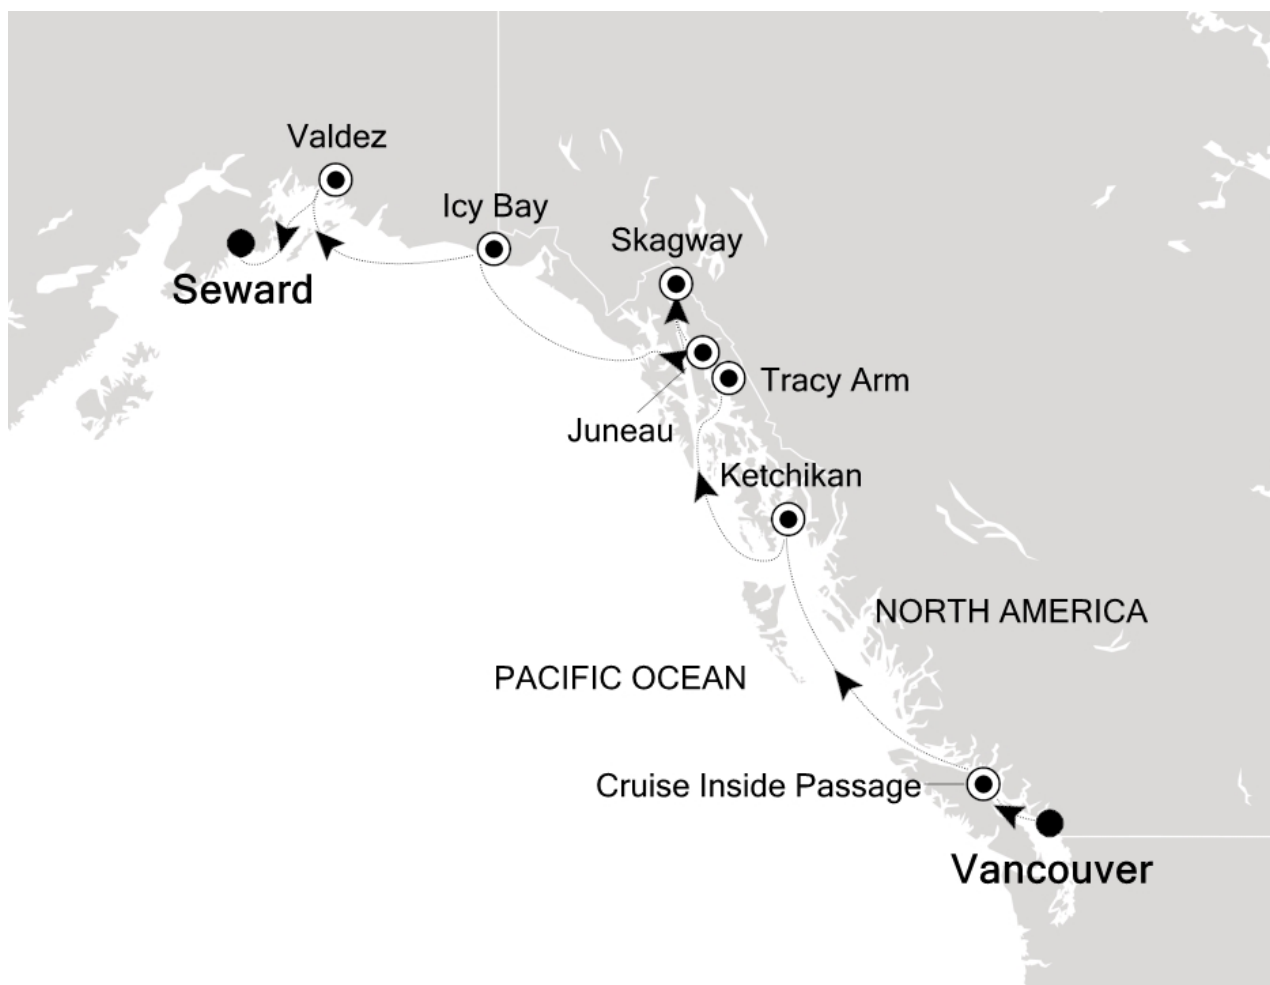 Valdez
Icy Bay
Skagway
Seward
Tracy Arm
Juneau
Ketchikan
NORTH AMERICA
PACIFIC OCEAN
Cruise Inside Passage
Vancouver